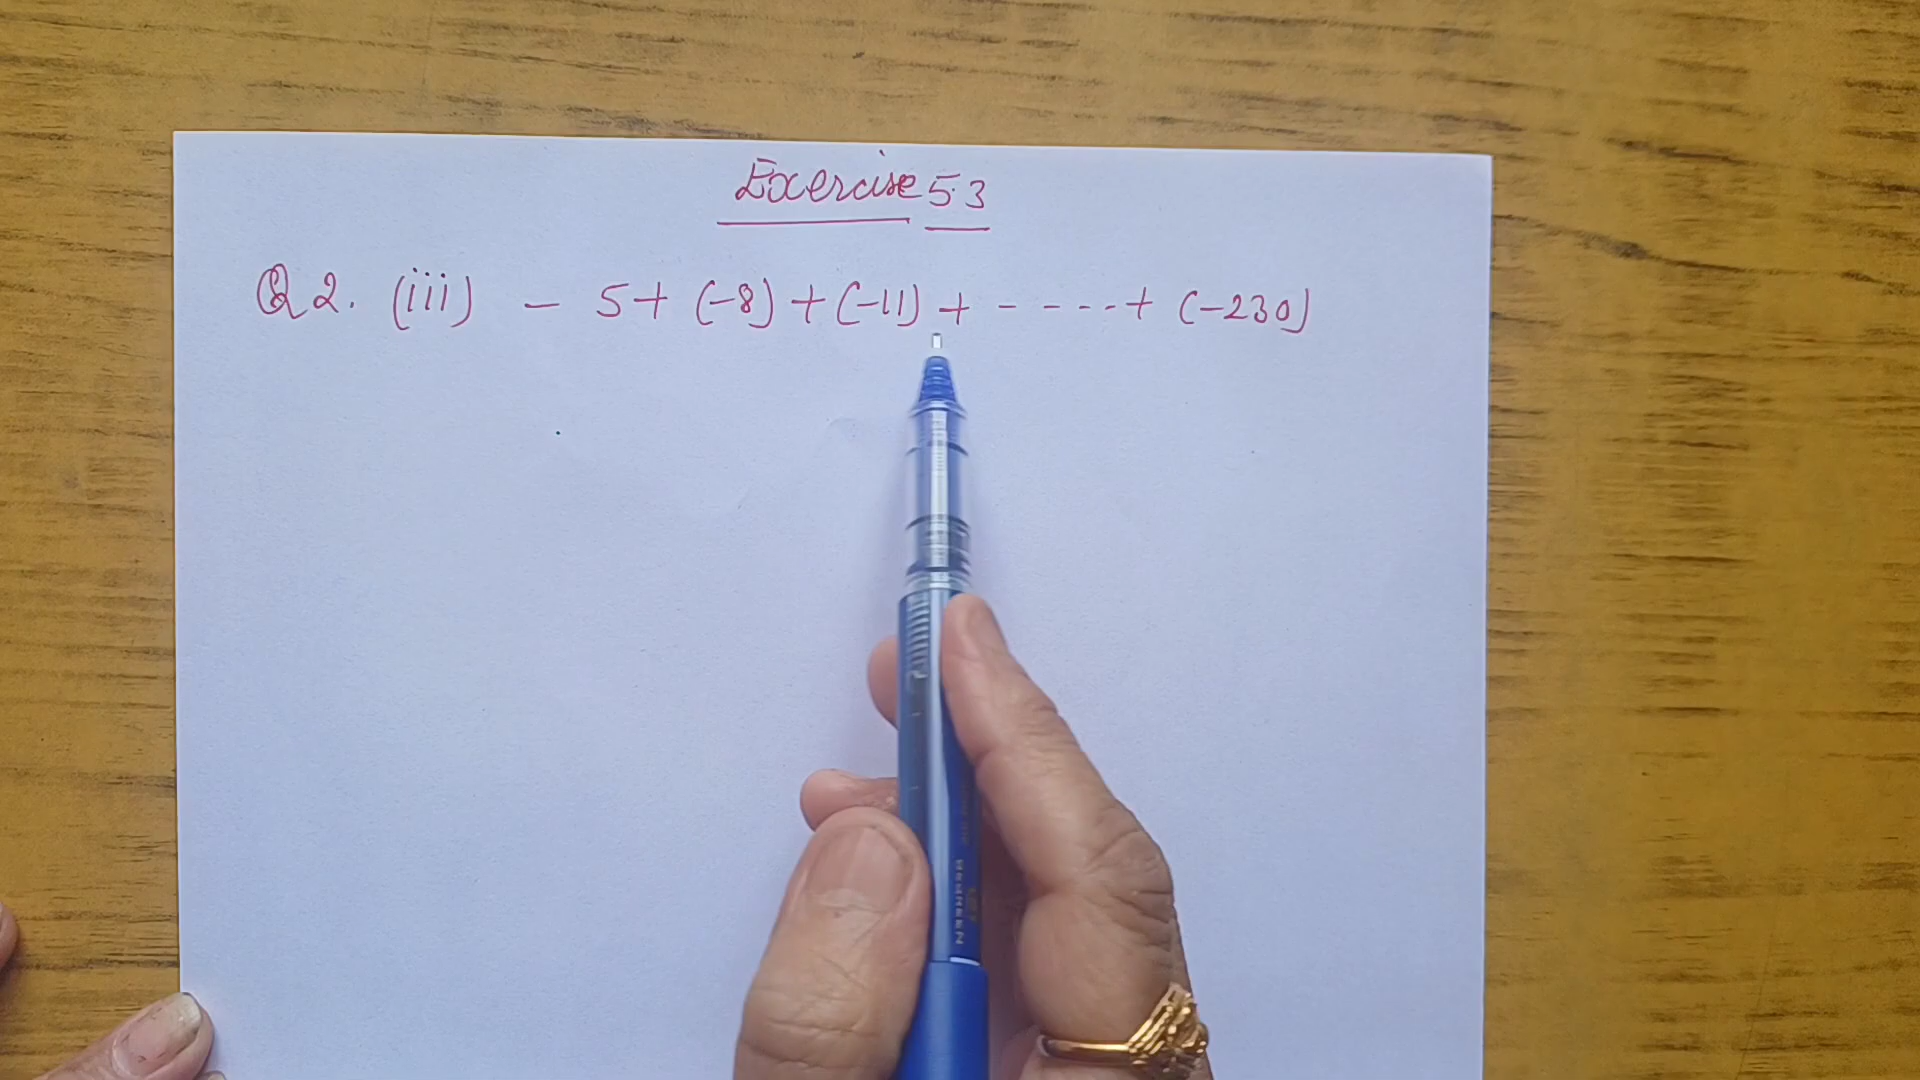 Exercise 5.3
Q2. (iii) - 5+ (-8) + (-11) + - ---- + (-230)